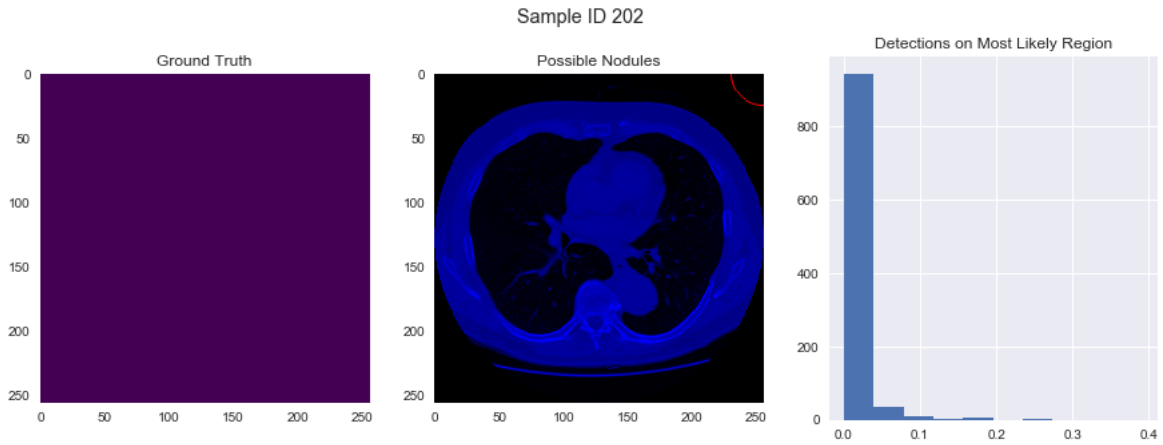 Sample ID 202
Ground Truth
0
50
100
150
200
250
0 50 100 150 200 250
Possible Nodules
0
50
100
150
200
250
0 50 100 150 200 250
Detections on Most Likely Region
800
600
400
200
0
0.0 0.1 0.2 0.3 0.4